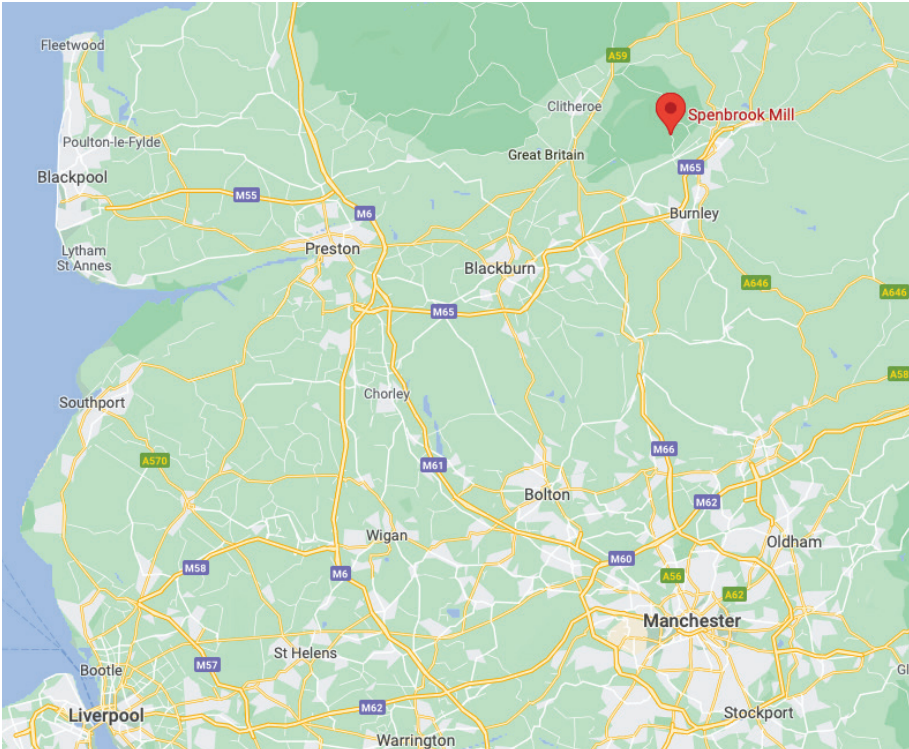 Fleetwood
A59
Clitheroe
Spenbrook Mill
Poulton-le-Fylde
Great Britain
M65
Blackpool
M55
M6
Burnley
Lytham
St Annes
Preston
Blackburn
A646
A646
M65
A58
Chorley
Southport
M66
A570
M61
Bolton
M62
Wigan
Oldham
M60
M58
M6
A56
A62
Manchester
St Helens
Bootle
M57
M62
Liverpool
Stockport
Warrington